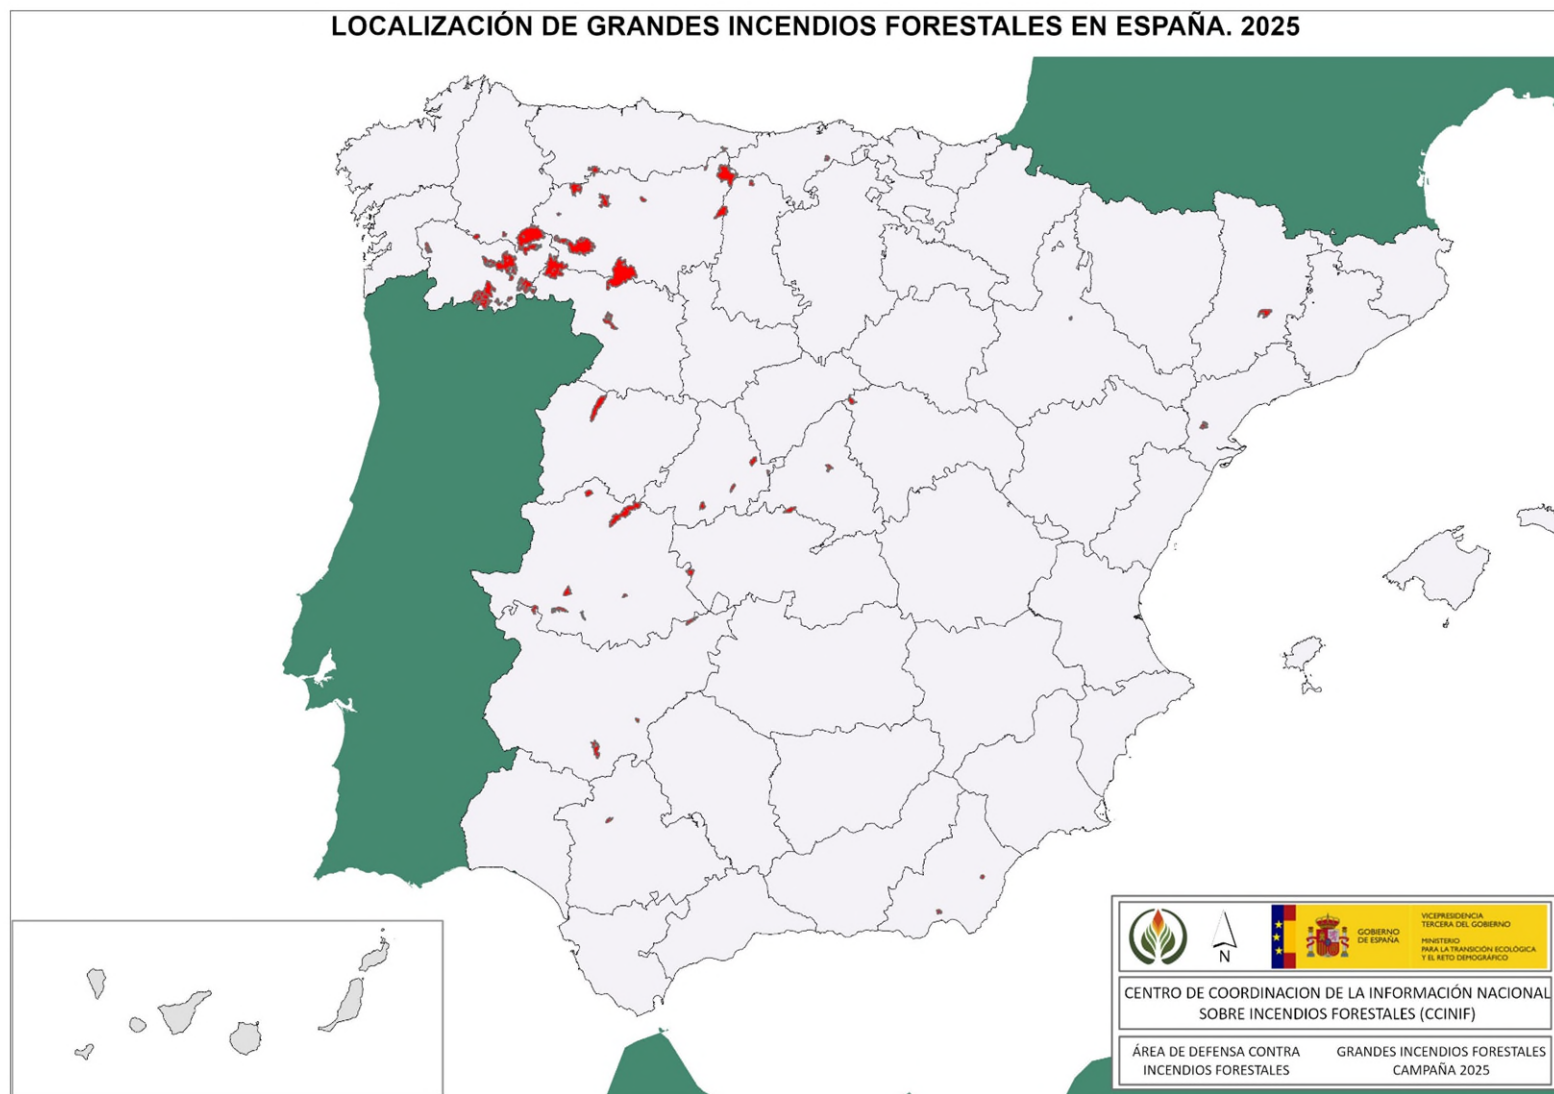 LOCALIZACIÓN DE GRANDES INCENDIOS FORESTALES EN ESPAÑA. 2025
N
GOBIERNO
DE ESPAÑA
VICEPRESIDENCIA
TERCERA DEL GOBIERNO
MINISTERIO
PARA LA TRANSICIÓN ECOLÓGICA
Y EL RETO DEMOGRÁFICO
CENTRO DE COORDINACION DE LA INFORMACIÓN NACIONAL
SOBRE INCENDIOS FORESTALES (CCINIF)
ÁREA DE DEFENSA CONTRA
INCENDIOS FORESTALES
GRANDES INCENDIOS FORESTALES
CAMPAÑA 2025